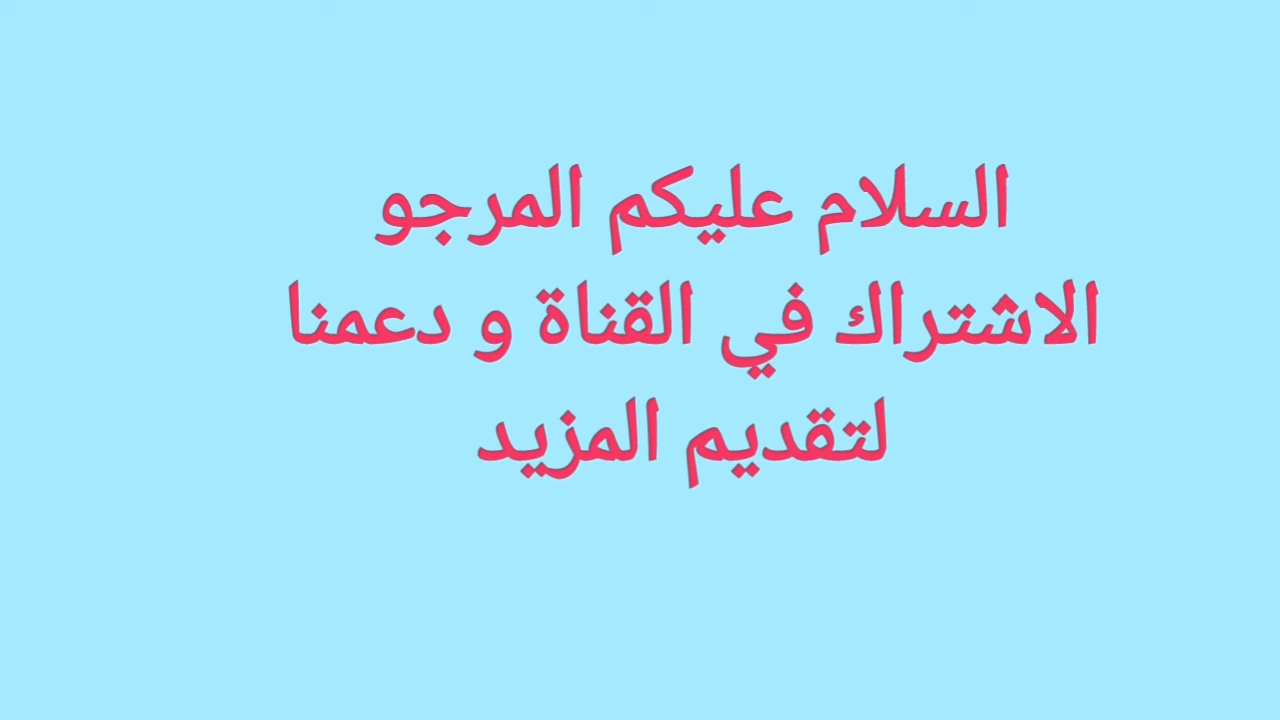 السلام عليكم المرجو
الاشتراك في القناة و دعمنا
لتقديم المزيد